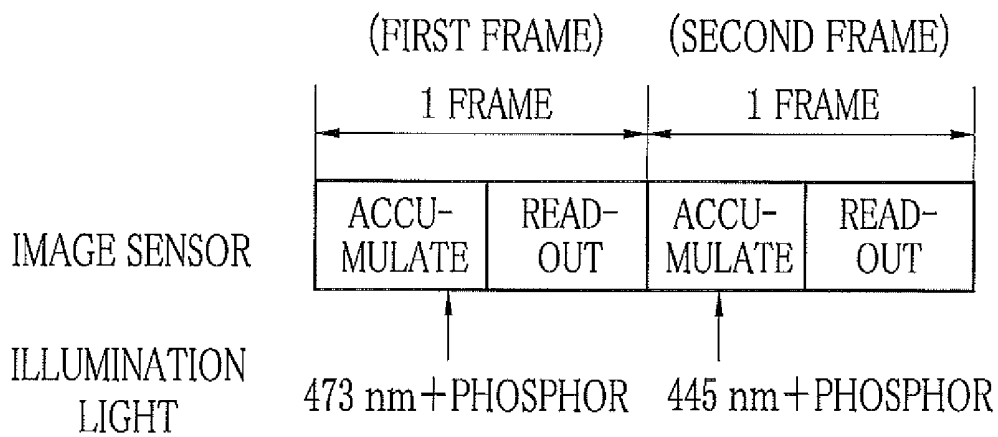 (FIRST FRAME) (SECOND FRAME)
1 FRAME 1 FRAME
IMAGE SENSOR
ACCU-
MULATE
READ-
OUT
ACCU-
MULATE
READ-
OUT
ILLUMINATION
LIGHT
473 nm+PHOSPHOR 445 nm+PHOSPHOR